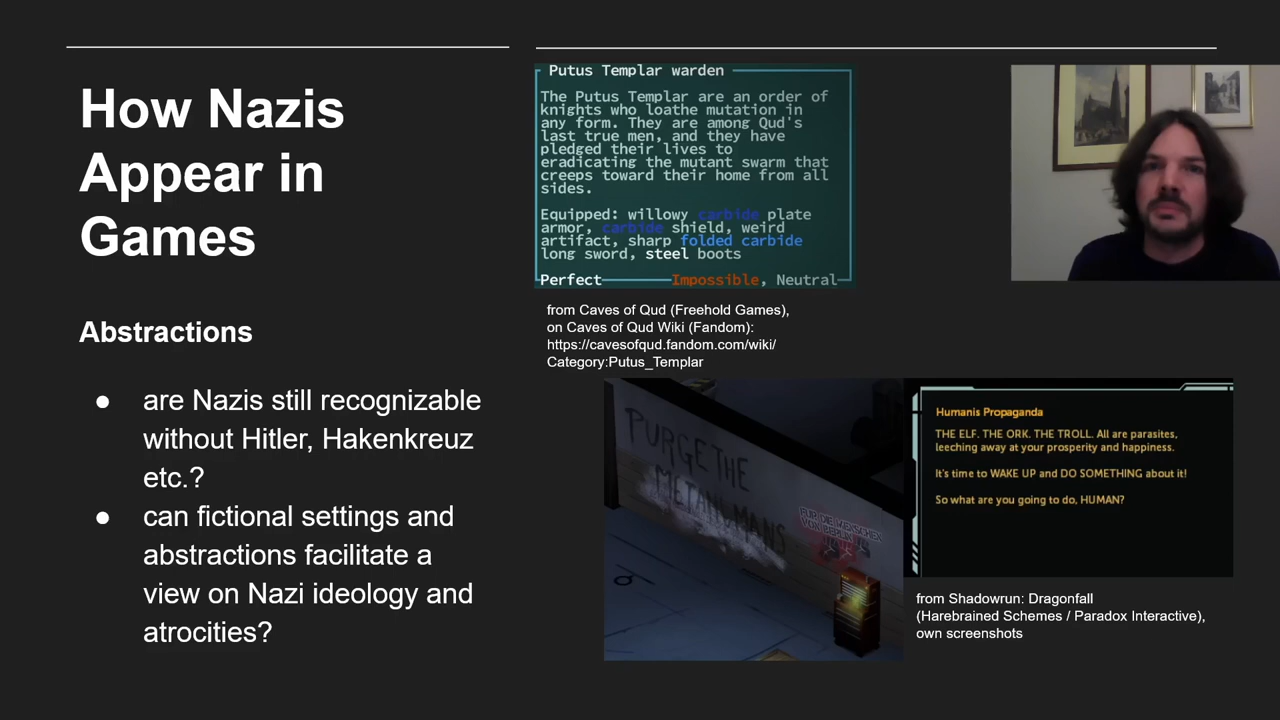 How Nazis
Appear in
Games
Abstractions
● are Nazis still recognizable
without Hitler, Hakenkreuz
etc.?
● can fictional settings and
abstractions facilitate a
view on Nazi ideology and
atrocities?
Putus Templar warden
The Putus Templar are an order of
knights who loathe mutation in
any form. They are among Qud's
last true men, and they have
pledged their lives to
eradicating the mutant swarm that
creeps toward their home from all
sides.
Equipped: willowy carbide plate
armor, carbide shield, weird
artifact, sharp folded carbide
long sword, steel boots
Perfect Impossible, Neutral
from Caves of Qud (Freehold Games),
on Caves of Qud Wiki (Fandom):
https://cavesofqud.fandom.com/wiki/
Category:Putus_Templar
PURGE THE
METAHUMANS
FÜR DIE MENSCHEN
VON BERLIN
Humanis Propaganda
THE ELF. THE ORK. THE TROLL. All are parasites,
leeching away at your prosperity and happiness.
It's time to WAKE UP and DO SOMETHING about it!
So what are you going to do, HUMAN?
from Shadowrun: Dragonfall
(Harebrained Schemes / Paradox Interactive),
own screenshots